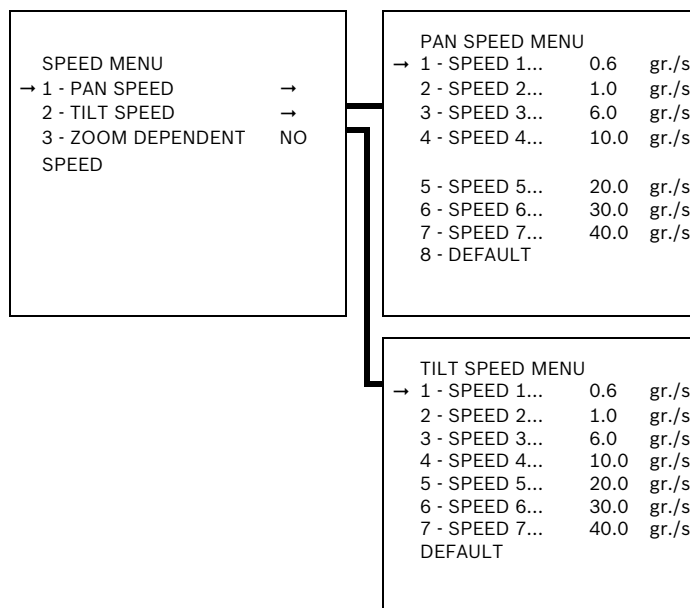 SPEED MENU
→ 1 - PAN SPEED →
2 - TILT SPEED →
3 - ZOOM DEPENDENT NO
SPEED
PAN SPEED MENU
→ 1 - SPEED 1... 0.6 gr./s
2 - SPEED 2... 1.0 gr./s
3 - SPEED 3... 6.0 gr./s
4 - SPEED 4... 10.0 gr./s
5 - SPEED 5... 20.0 gr./s
6 - SPEED 6... 30.0 gr./s
7 - SPEED 7... 40.0 gr./s
8 - DEFAULT
TILT SPEED MENU
→ 1 - SPEED 1... 0.6 gr./s
2 - SPEED 2... 1.0 gr./s
3 - SPEED 3... 6.0 gr./s
4 - SPEED 4... 10.0 gr./s
5 - SPEED 5... 20.0 gr./s
6 - SPEED 6... 30.0 gr./s
7 - SPEED 7... 40.0 gr./s
DEFAULT